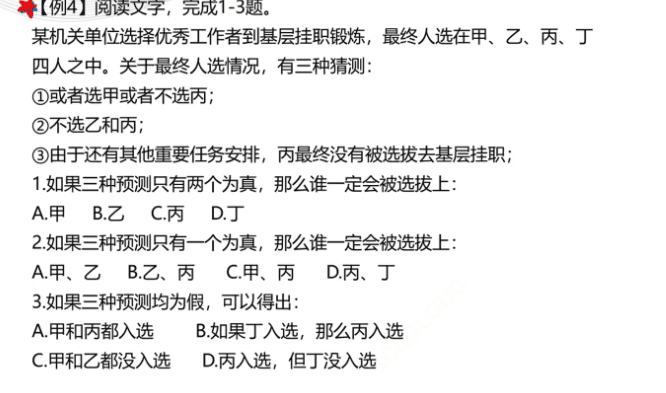 【例4】阅读文字，完成1-3题。
某机关单位选择优秀工作者到基层挂职锻炼，最终人选在甲、乙、丙、丁
四人之中。关于最终人选情况，有三种猜测：
①或者选甲或者不选丙；
②不选乙和丙；
③由于还有其他重要任务安排，丙最终没有被选拔去基层挂职；
1.如果三种预测只有两个为真，那么谁一定会被选拔上：
A.甲 B.乙 C.丙 D.丁
2.如果三种预测只有一个为真，那么谁一定会被选拔上：
A.甲、乙 B.乙、丙 C.甲、丙 D.丙、丁
3.如果三种预测均为假，可以得出：
A.甲和丙都入选 B.如果丁入选，那么丙入选
C.甲和乙都没入选 D.丙入选，但丁没入选